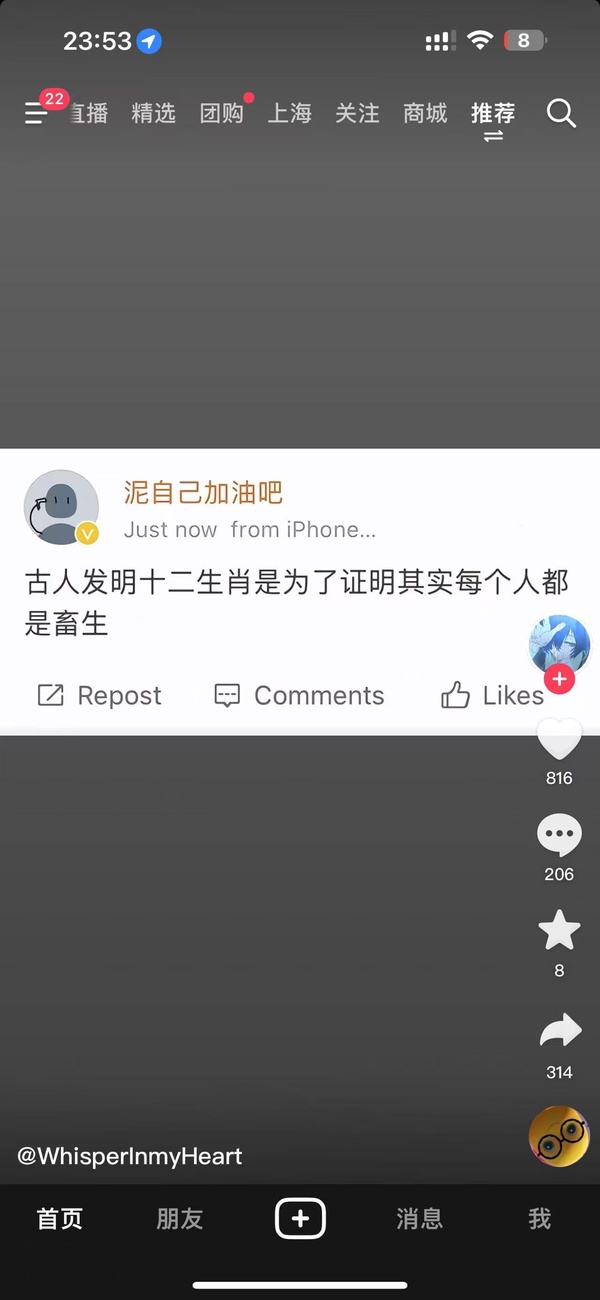 23:53
8
22
直播 精选 团购 上海 关注 商城 推荐
泥自己加油吧
Just now from iPhone...
古人发明十二生肖是为了证明其实每个人都
是畜生
Repost Comments Likes
816
206
8
314
@WhisperInmyHeart
首页 朋友 消息 我